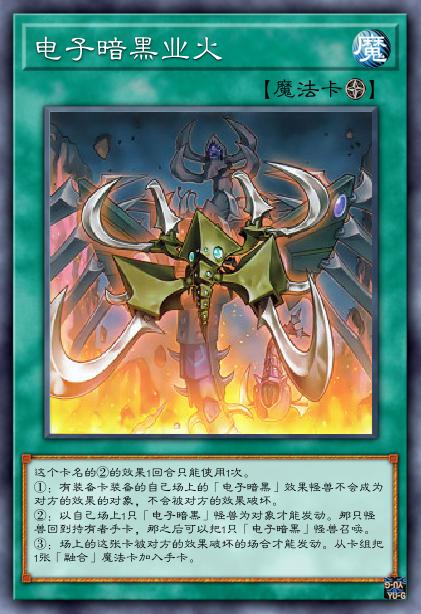 电子暗黑业火
魔
【魔法卡】
这个卡名的②的效果1回合只能使用1次。
①：有装备卡装备的自己场上的「电子暗黑」效果怪兽不会成为
对方的效果的对象，不会被对方的效果破坏。
②：以自己场上1只「电子暗黑」怪兽为对象才能发动。那只怪
兽回到持有者手卡，那之后可以把1只「电子暗黑」怪兽召唤。
③：场上的这张卡被对方的效果破坏的场合才能发动。从卡组把
1张「融合」魔法卡加入手卡。